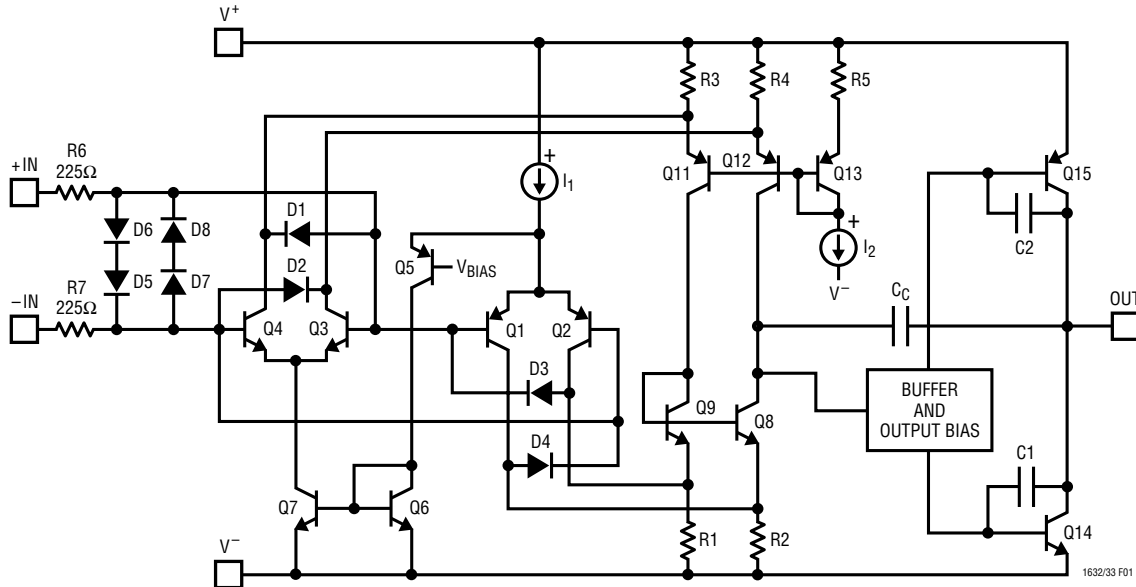 V+
R3
R4
R5
+IN
R6
225Ω
Q11
Q12
Q13
Q15
I1
D6
D8
D1
C2
Q5
VBIAS
I2
D2
−IN
R7
225Ω
D5
D7
V−
CC
OUT
Q4
Q3
Q1
Q2
D3
BUFFER
AND
OUTPUT BIAS
Q9
Q8
D4
C1
Q7
Q6
R1
R2
Q14
V−
1632/33 F01